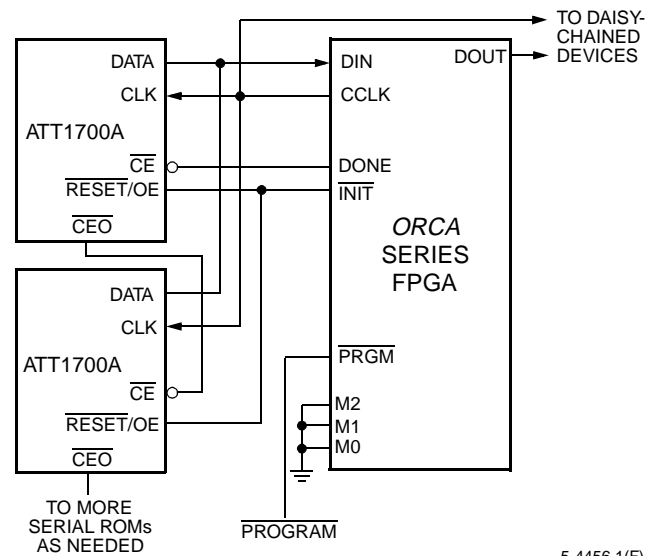 DATA
CLK
ATT1700A
CE
RESET/OE
CEO
DIN
DOUT
CCLK
DONE
INIT
ORCA
SERIES
FPGA
PRGM
M2
M1
M0
TO DAISY-
CHAINED
DEVICES
DATA
CLK
ATT1700A
CE
RESET/OE
CEO
TO MORE
SERIAL ROMs
AS NEEDED
PROGRAM
5-4456.1(F)